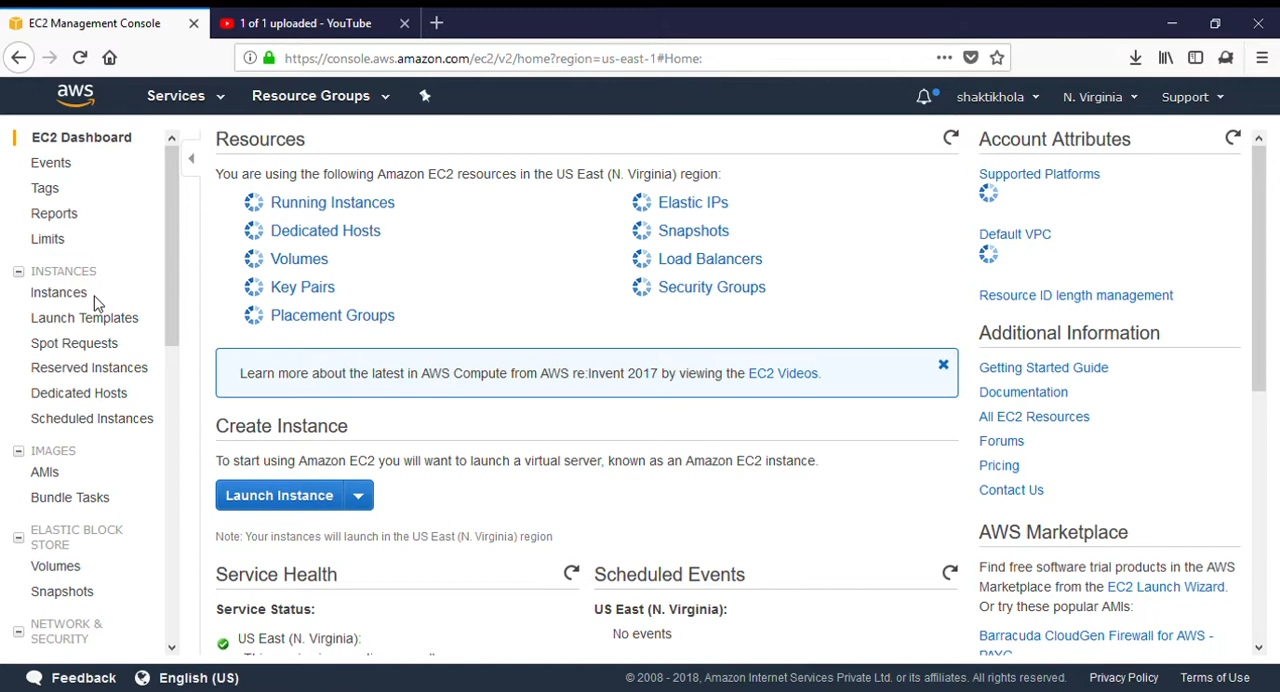 EC2 Management Console
1 of 1 uploaded - YouTube
https://console.aws.amazon.com/ec2/v2/home?region=us-east-1#Home:
aws
Services
Resource Groups
shaktikhola
N. Virginia
Support
EC2 Dashboard
Events
Tags
Reports
Limits
INSTANCES
Instances
Launch Templates
Spot Requests
Reserved Instances
Dedicated Hosts
Scheduled Instances
IMAGES
AMIs
Bundle Tasks
ELASTIC BLOCK
STORE
Volumes
Snapshots
NETWORK &
SECURITY
Resources
You are using the following Amazon EC2 resources in the US East (N. Virginia) region:
Running Instances
Elastic IPs
Dedicated Hosts
Snapshots
Volumes
Load Balancers
Key Pairs
Security Groups
Placement Groups
Learn more about the latest in AWS Compute from AWS re:Invent 2017 by viewing the EC2 Videos.
Create Instance
To start using Amazon EC2 you will want to launch a virtual server, known as an Amazon EC2 instance.
Launch Instance
Note: Your instances will launch in the US East (N. Virginia) region
Service Health
Service Status:
US East (N. Virginia):
Scheduled Events
US East (N. Virginia):
No events
Account Attributes
Supported Platforms
Default VPC
Resource ID length management
Additional Information
Getting Started Guide
Documentation
All EC2 Resources
Forums
Pricing
Contact Us
AWS Marketplace
Find free software trial products in the AWS
Marketplace from the EC2 Launch Wizard.
Or try these popular AMIs:
Barracuda CloudGen Firewall for AWS -
Feedback
English (US)
© 2008 - 2018, Amazon Internet Services Private Ltd. or its affiliates. All rights reserved.
Privacy Policy
Terms of Use